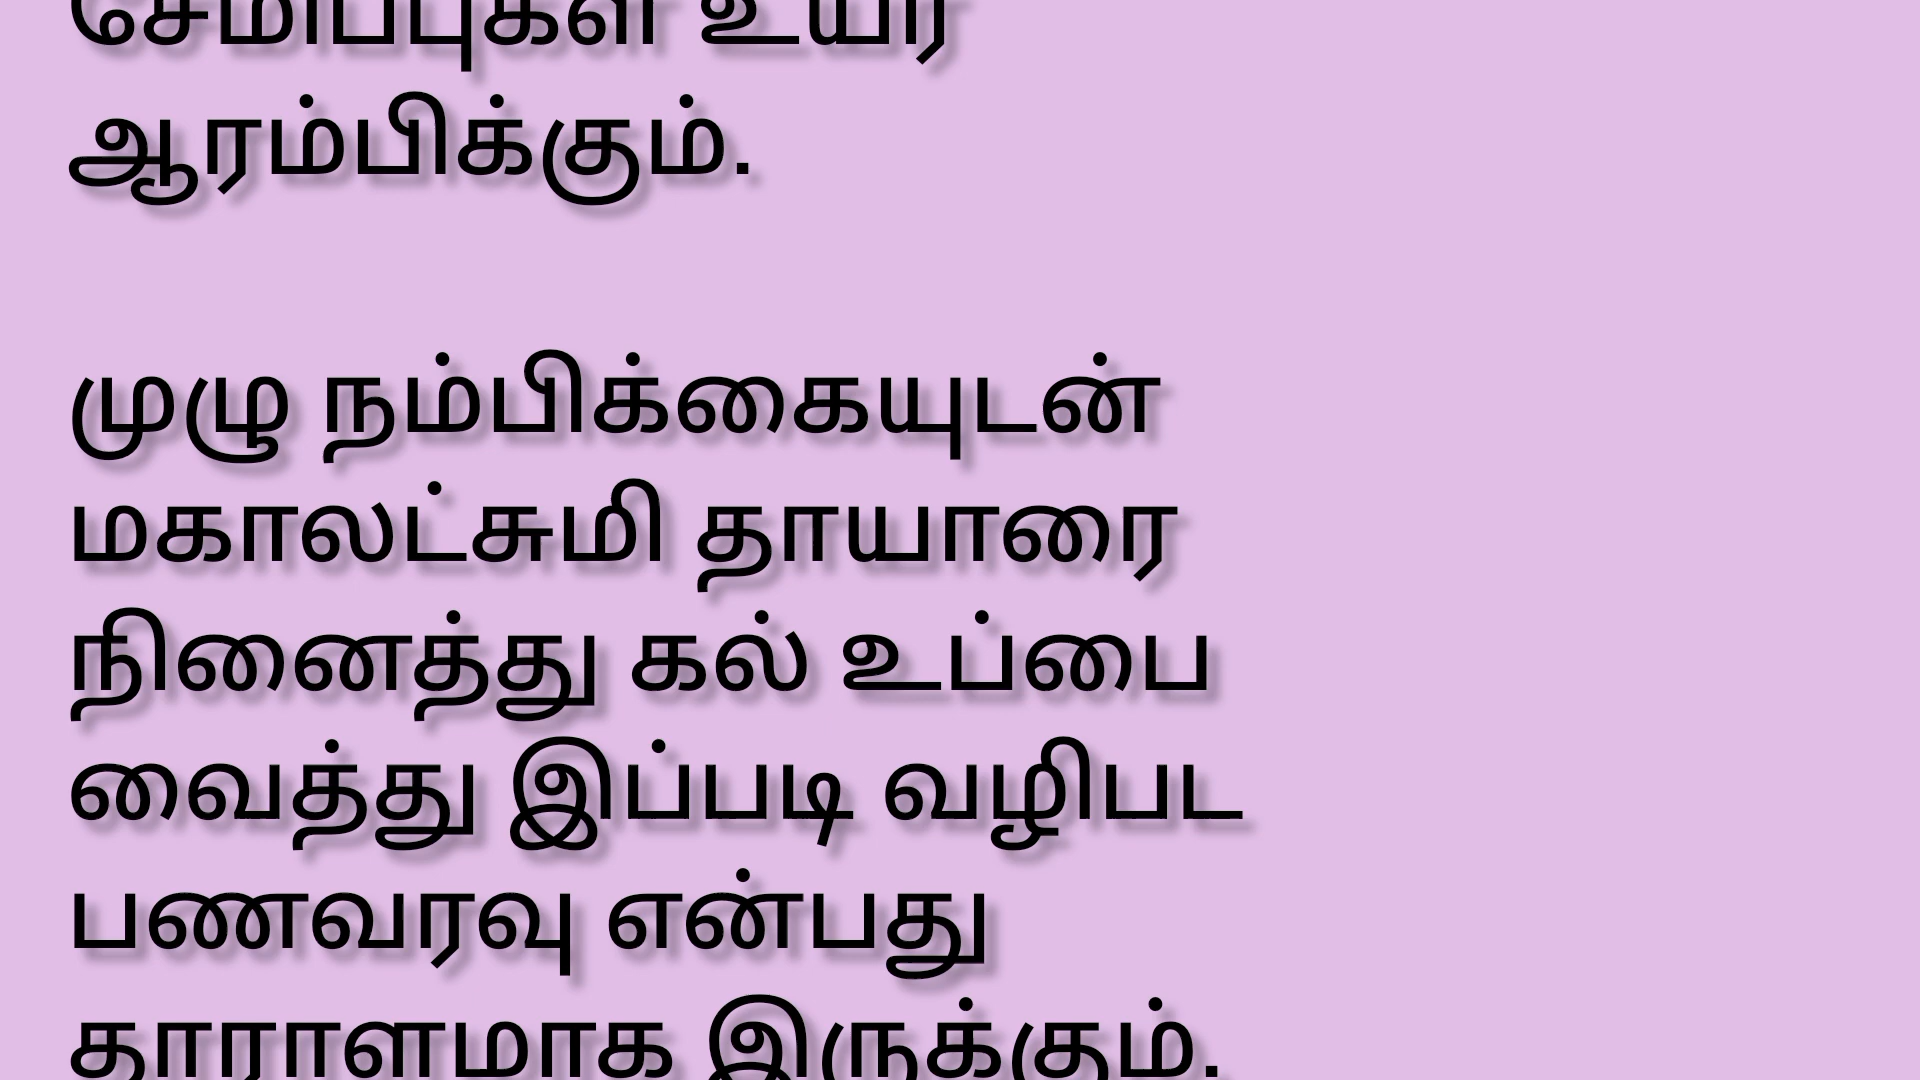 சேமிப்புகள் உயர
ஆரம்பிக்கும்.
முழு நம்பிக்கையுடன்
மகாலட்சுமி தாயாரை
நினைத்து கல் உப்பை
வைத்து இப்படி வழிபட
பணவரவு என்பது
தாராளமாக இருக்கும்.